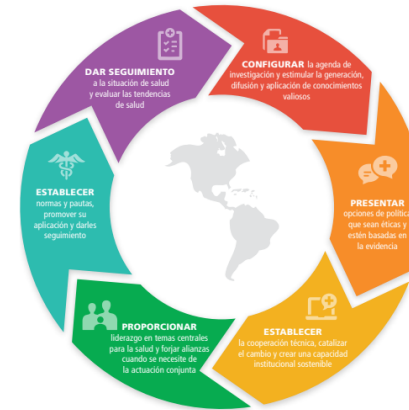 DAR SEGUIMIENTO
a la situación de salud
y evaluar las tendencias
de salud
CONFIGURAR la agenda de
investigación y estimular la generación,
difusión y aplicación de conocimientos
valiosos
PRESENTAR
opciones de política
que sean éticas y
estén basadas en
la evidencia
ESTABLECER
la cooperación técnica, catalizar
el cambio y crear una capacidad
institucional sostenible
PROPORCIONAR
liderazgo en temas centrales
para la salud y forjar alianzas
cuando se necesite de
la actuación conjunta
ESTABLECER
normas y pautas,
promover su
aplicación y darles
seguimiento